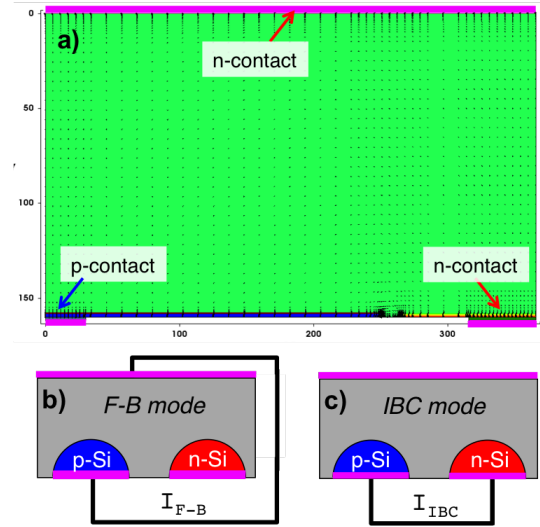 0
a)
n-contact
50
100
p-contact
n-contact
150
0
100
200
300
b)
F-B mode
p-Si
n-Si
I_F-B
c)
IBC mode
p-Si
n-Si
I_IBC